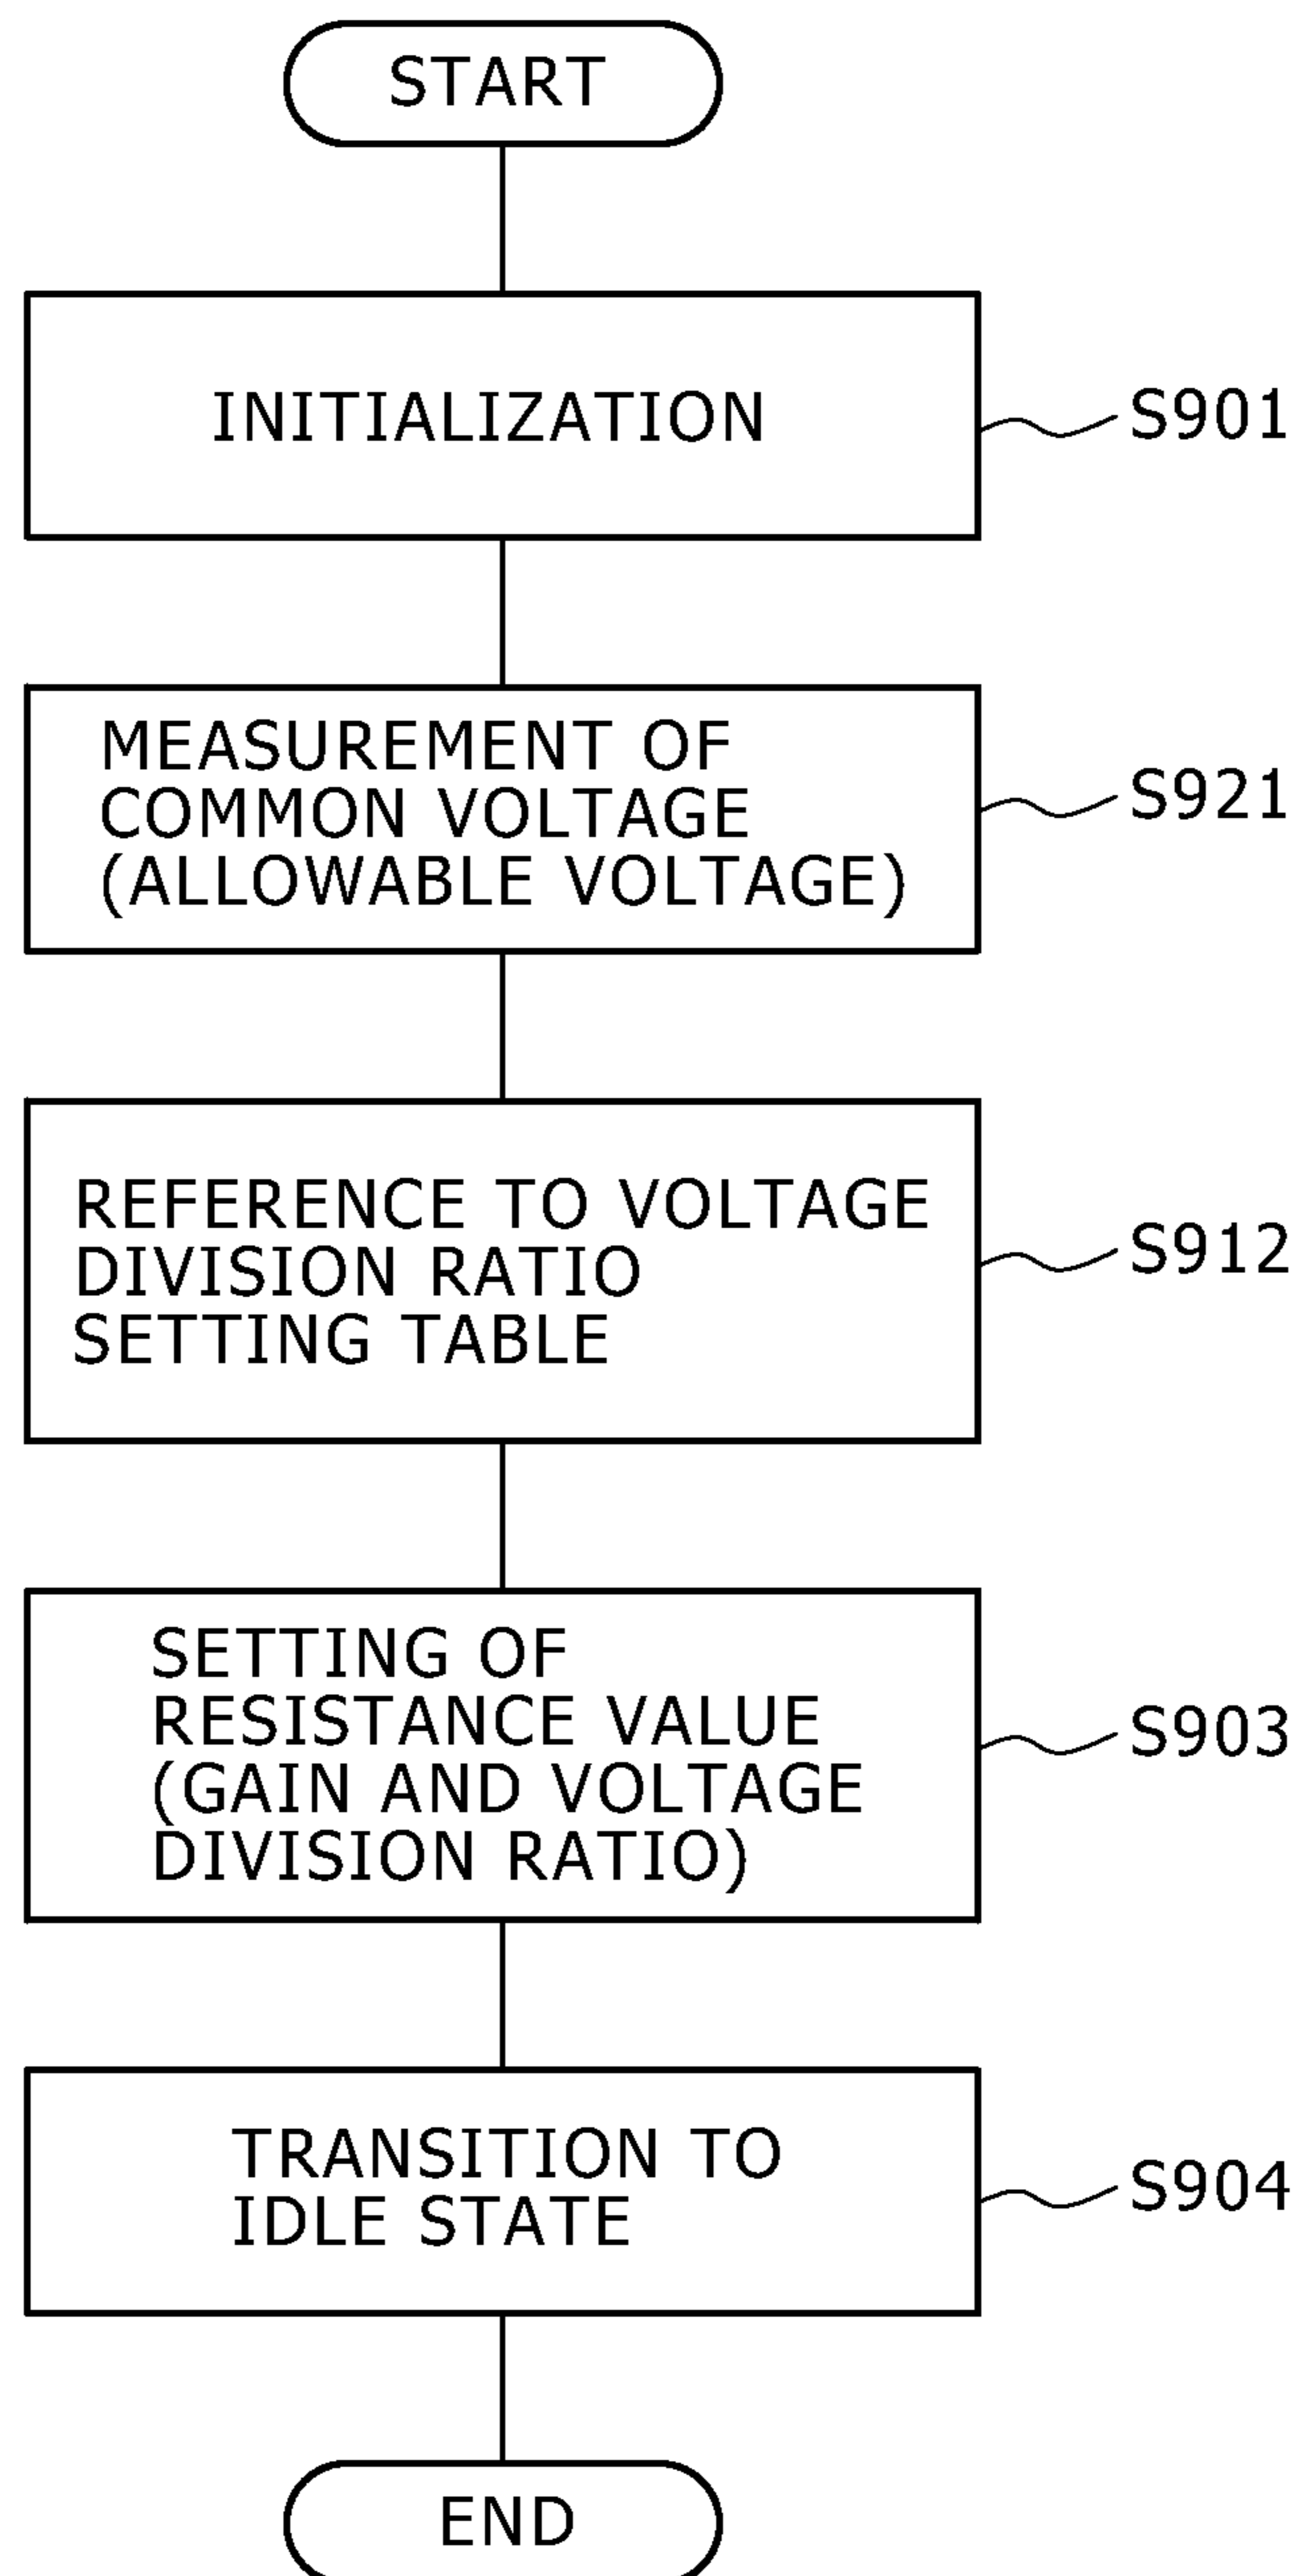 START
INITIALIZATION
S901
MEASUREMENT OF
COMMON VOLTAGE
(ALLOWABLE VOLTAGE)
S921
REFERENCE TO VOLTAGE
DIVISION RATIO
SETTING TABLE
S912
SETTING OF
RESISTANCE VALUE
(GAIN AND VOLTAGE
DIVISION RATIO)
S903
TRANSITION TO
IDLE STATE
S904
END